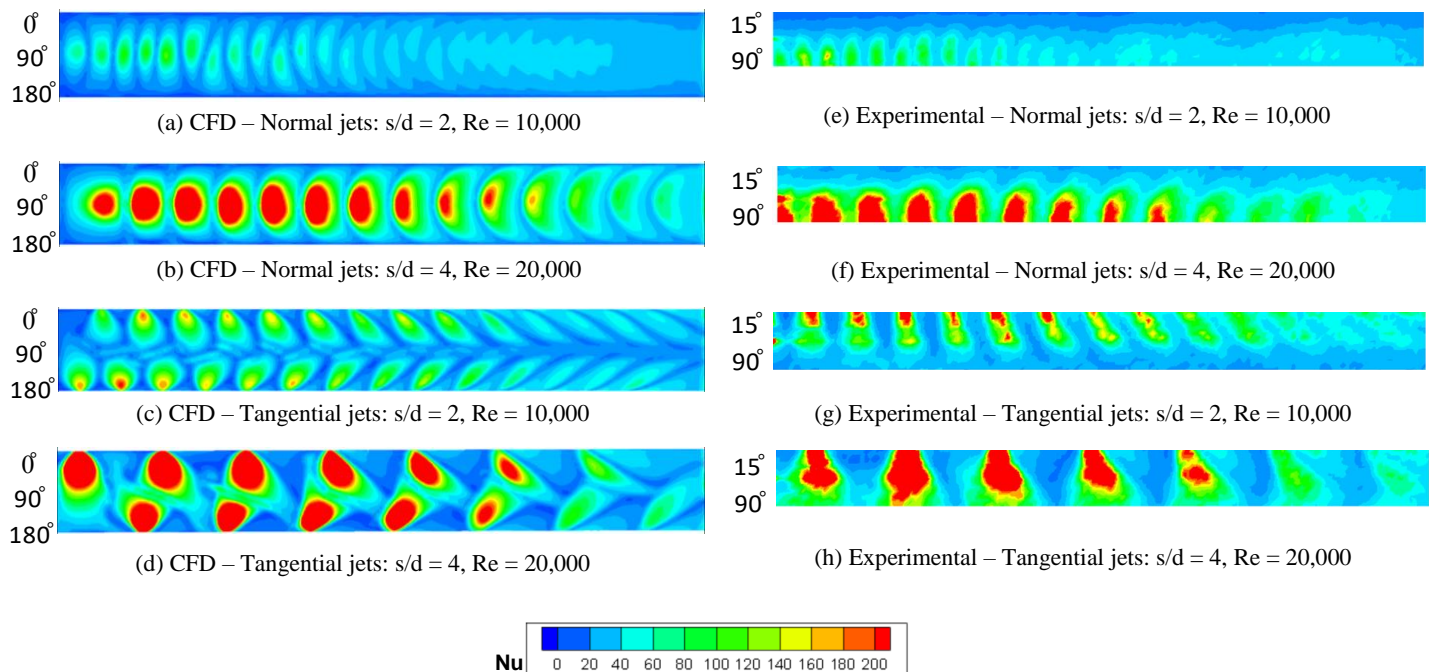 0°
90°
180°
(a) CFD – Normal jets: s/d = 2, Re = 10,000
15°
90°
(e) Experimental – Normal jets: s/d = 2, Re = 10,000
0°
90°
180°
(b) CFD – Normal jets: s/d = 4, Re = 20,000
15°
90°
(f) Experimental – Normal jets: s/d = 4, Re = 20,000
0°
90°
180°
(c) CFD – Tangential jets: s/d = 2, Re = 10,000
15°
90°
(g) Experimental – Tangential jets: s/d = 2, Re = 10,000
0°
90°
180°
(d) CFD – Tangential jets: s/d = 4, Re = 20,000
15°
90°
(h) Experimental – Tangential jets: s/d = 4, Re = 20,000
Nu 0 20 40 60 80 100 120 140 160 180 200